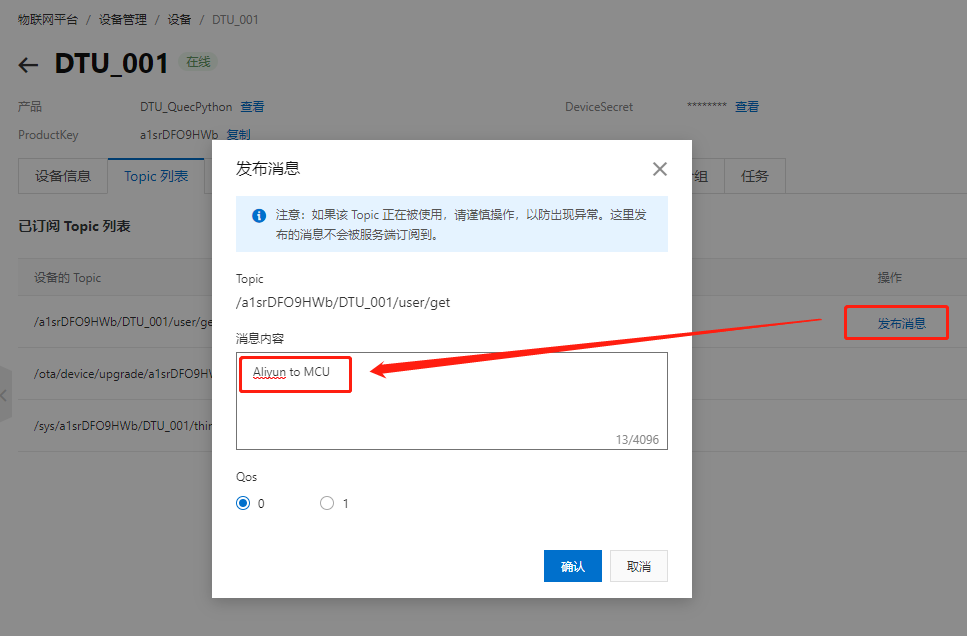 物联网平台 / 设备管理 / 设备 / DTU_001
← DTU_001 在线
产品 DTU_QuecPython 查看 DeviceSecret ******** 查看
ProductKey a1srDFO9HWb 复制
设备信息 Topic 列表 组 任务
已订阅 Topic 列表
设备的 Topic 操作
/a1srDFO9HWb/DTU_001/user/ge 发布消息
/ota/device/upgrade/a1srDFO9HW
/sys/a1srDFO9HWb/DTU_001/thin
发布消息
注意：如果该 Topic 正在被使用，请谨慎操作，以防出现异常。这里发
布的消息不会被服务端订阅到。
Topic
/a1srDFO9HWb/DTU_001/user/get
消息内容
Aliyun to MCU
13/4096
Qos
0 1
确认 取消